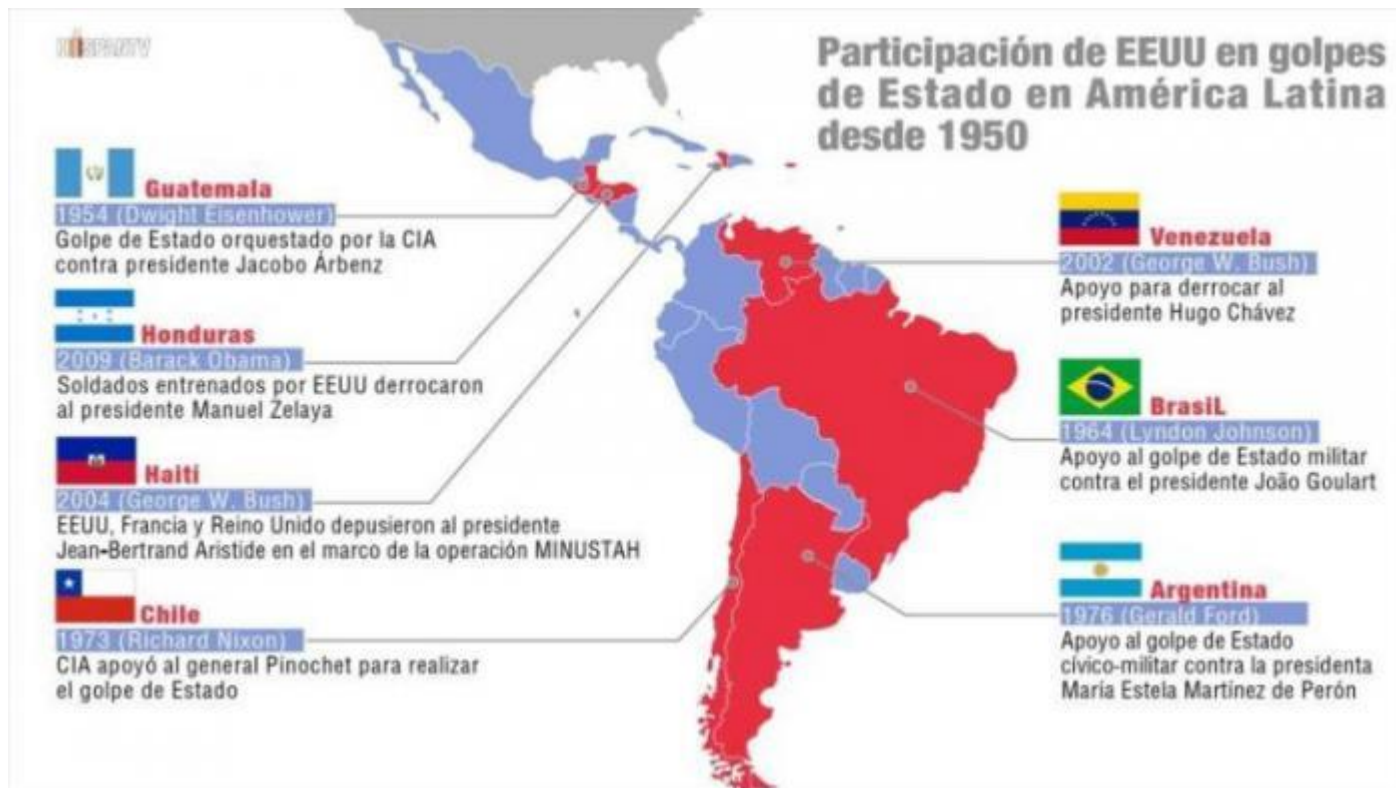 HISPANTV
Participación de EEUU en golpes
de Estado en América Latina
desde 1950
Guatemala
1954 (Dwight Eisenhower)
Golpe de Estado orquestado por la CIA
contra presidente Jacobo Árbenz
Honduras
2009 (Barack Obama)
Soldados entrenados por EEUU derrocaron
al presidente Manuel Zelaya
Haití
2004 (George W. Bush)
EEUU, Francia y Reino Unido depusieron al presidente
Jean-Bertrand Aristide en el marco de la operación MINUSTAH
Chile
1973 (Richard Nixon)
CIA apoyó al general Pinochet para realizar
el golpe de Estado
Venezuela
2002 (George W. Bush)
Apoyo para derrocar al
presidente Hugo Chávez
BrasiL
1964 (Lyndon Johnson)
Apoyo al golpe de Estado militar
contra el presidente João Goulart
Argentina
1976 (Gerald Ford)
Apoyo al golpe de Estado
cívico-militar contra la presidenta
María Estela Martínez de Perón